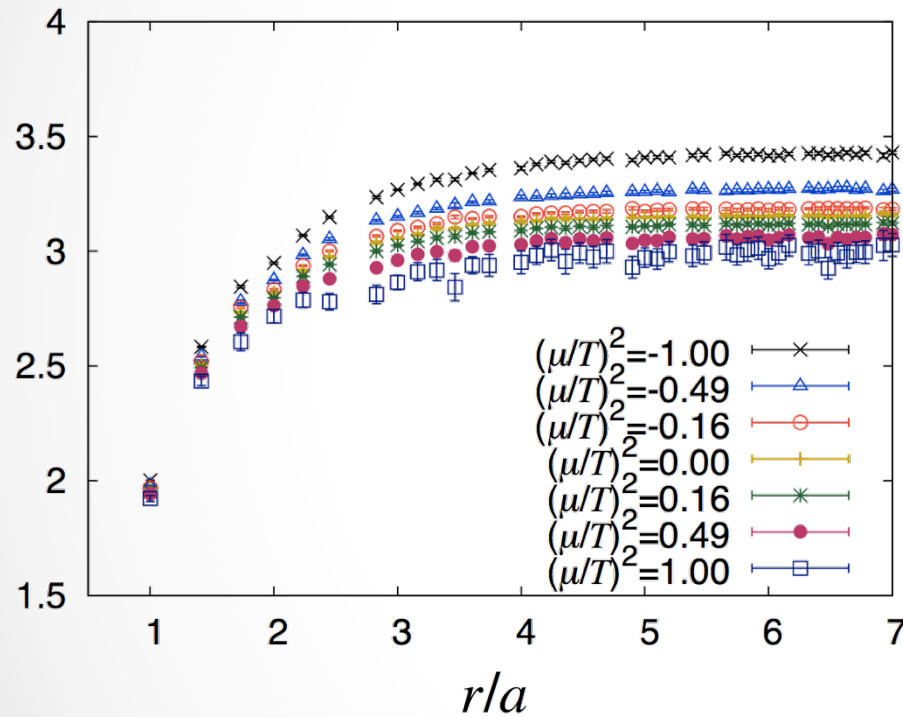 4
3.5
3
2.5
2
1.5
(μ/T)²=-1.00
(μ/T)²=-0.49
(μ/T)²=-0.16
(μ/T)²=0.00
(μ/T)²=0.16
(μ/T)²=0.49
(μ/T)²=1.00
1 2 3 4 5 6 7
r/a